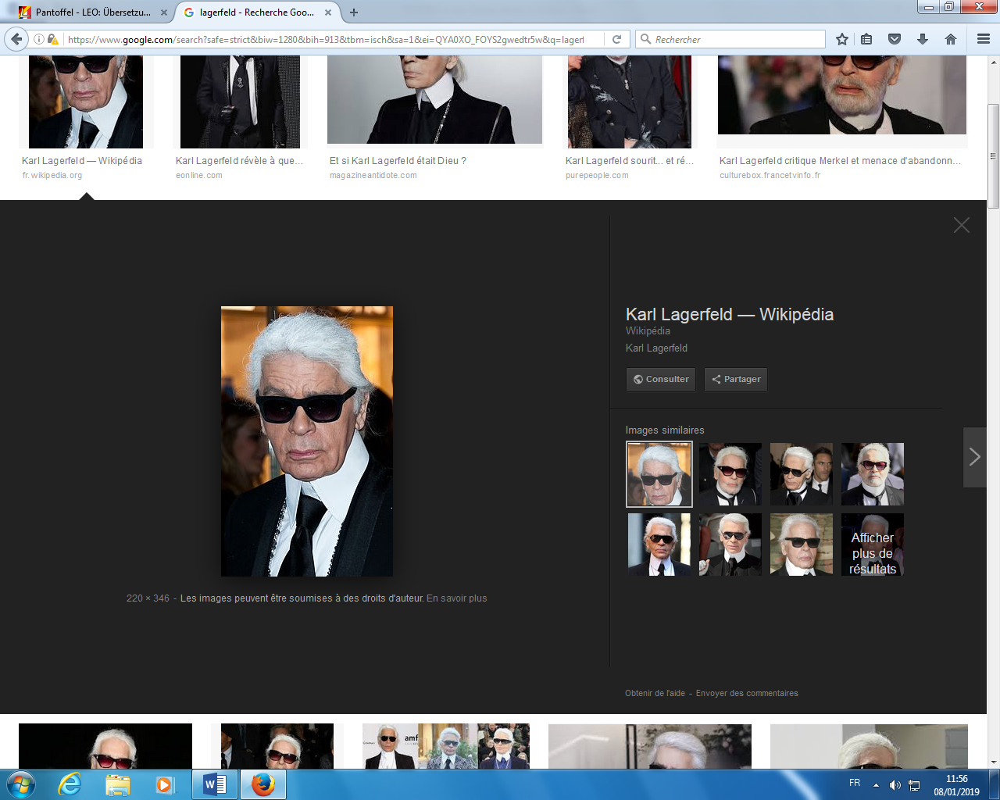 Pantoffel - LEO: Übersetzu...
lagerfeld - Recherche Goo...
https://www.google.com/search?safe=strict&biw=1280&bih=913&tbm=isch&sa=1&ei=QYA0XO_FOYS2gwedtr5w&q=lagerf
Rechercher
Karl Lagerfeld — Wikipédia
fr.wikipedia.org
Karl Lagerfeld révèle à que...
eonline.com
Et si Karl Lagerfeld était Dieu ?
magazineantidote.com
Karl Lagerfeld sourit... et ré...
purepeople.com
Karl Lagerfeld critique Merkel et menace d'abandonn...
culturebox.francetvinfo.fr
Karl Lagerfeld — Wikipédia
Wikipédia
Karl Lagerfeld
Consulter
Partager
Images similaires
Afficher
plus de
résultats
220 × 346 - Les images peuvent être soumises à des droits d'auteur. En savoir plus
Obtenir de l'aide - Envoyer des commentaires
amf
FR
11:56
08/01/2019